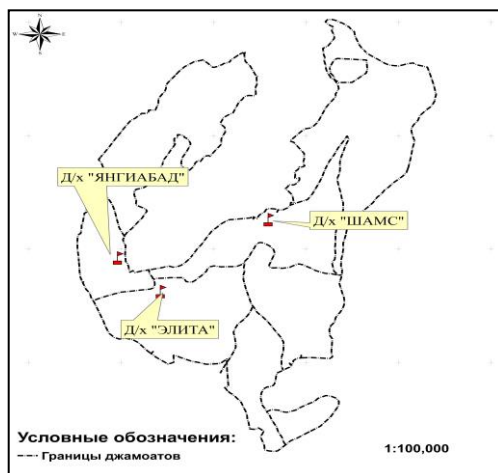 Д/х "ЯНГИАБАД"
Д/х "ШАМС"
Д/х "ЭЛИТА"
Условные обозначения:
Границы джамоатов
1:100,000